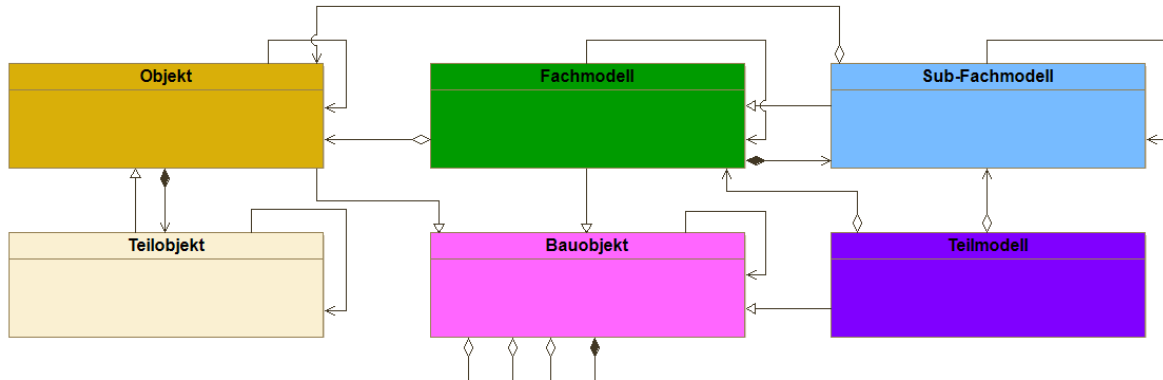 Objekt
Fachmodell
Sub-Fachmodell
Teilobjekt
Bauobjekt
Teilmodell